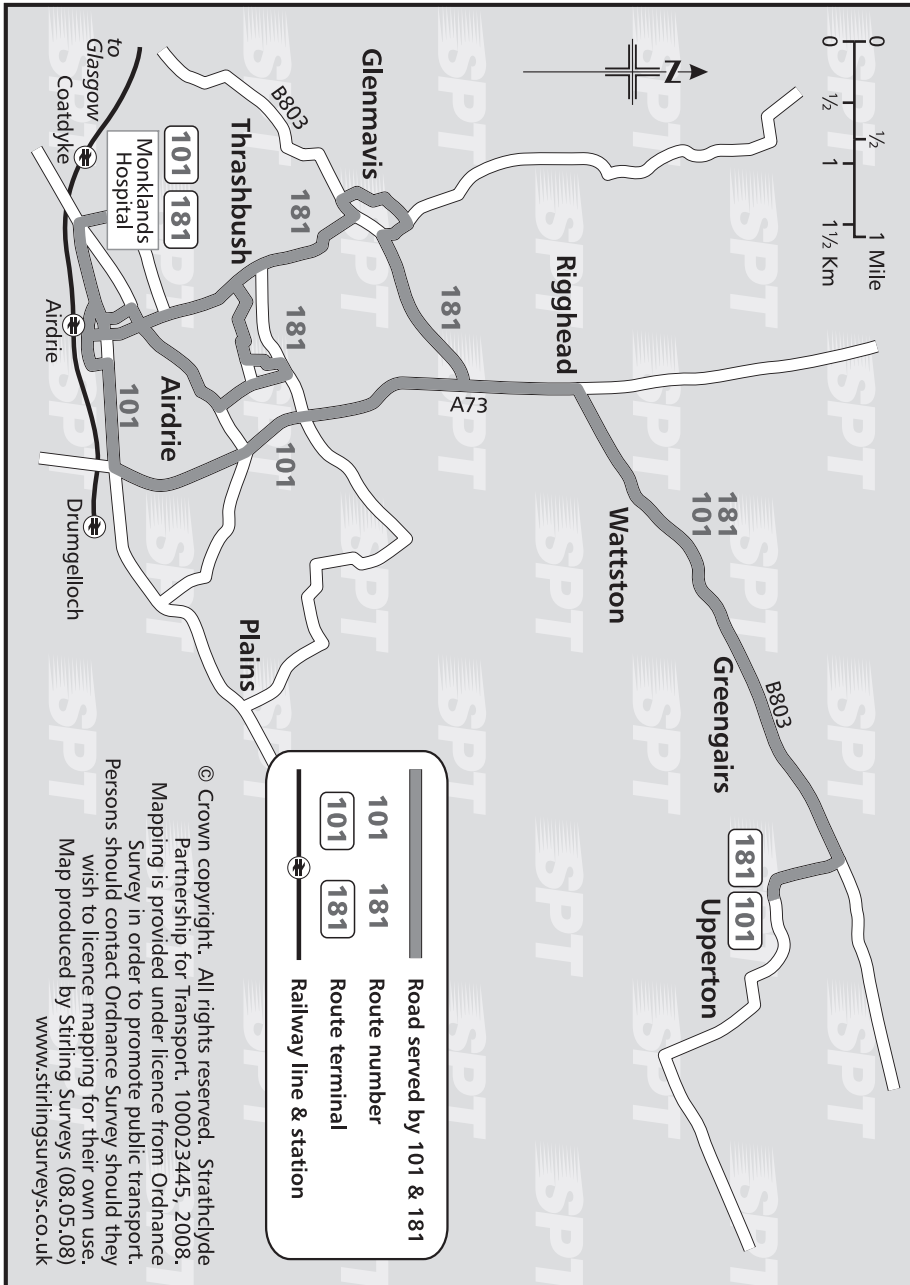 0 ½ 1 Mile
0 ½ 1 1½ Km
N
Rigghead
Wattston
181
101
Greengairs
B803
181 101
Upperton
A73
Glenmavis
B803
181
181
Thrashbush
181
101
101 181
Monklands
Hospital
Airdrie
101
Plains
to
Glasgow
Coatdyke
Airdrie
Drumgelloch
Road served by 101 & 181
101 181 Route number
101 181 Route terminal
Railway line & station
© Crown copyright. All rights reserved. Strathclyde
Partnership for Transport. 100023445, 2008.
Mapping is provided under licence from Ordnance
Survey in order to promote public transport.
Persons should contact Ordnance Survey should they
wish to licence mapping for their own use.
Map produced by Stirling Surveys (08.05.08)
www.stirlingsurveys.co.uk
SPT